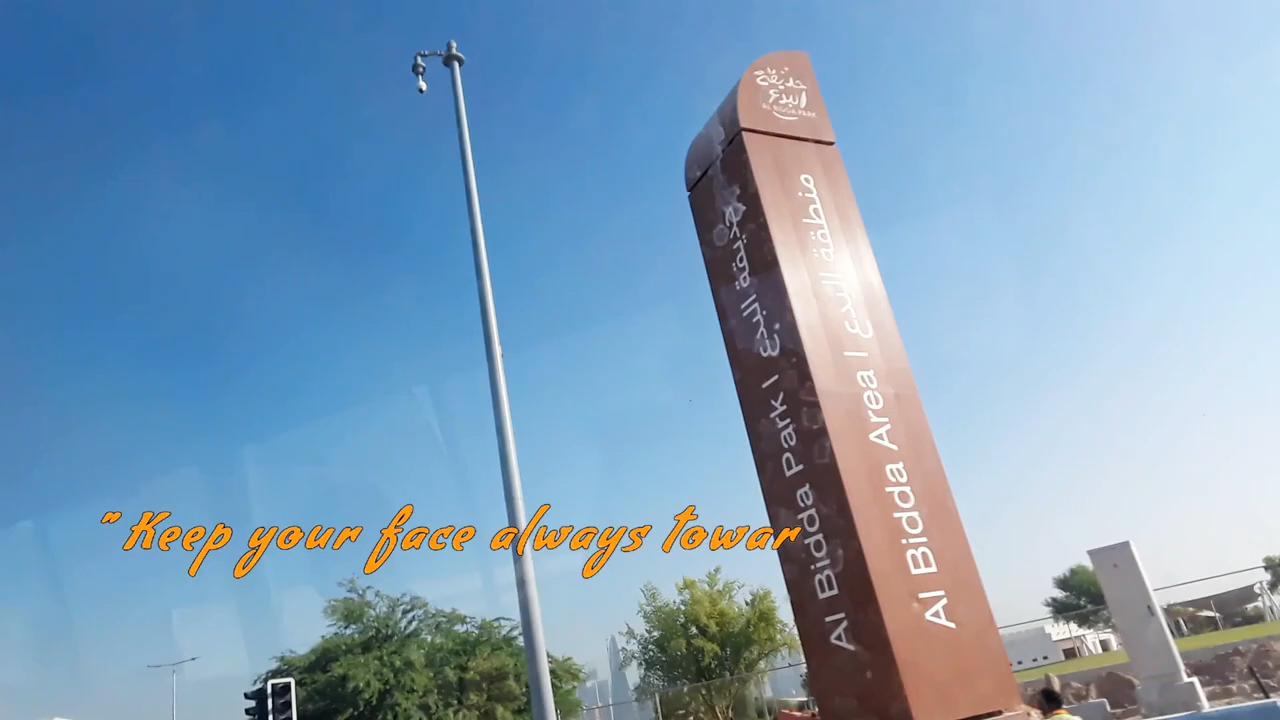 حديقة
البدع
AL BIDDA PARK
Al Bidda Park | حديقة البدع
Al Bidda Area | منطقة البدع
" Keep your face always towar